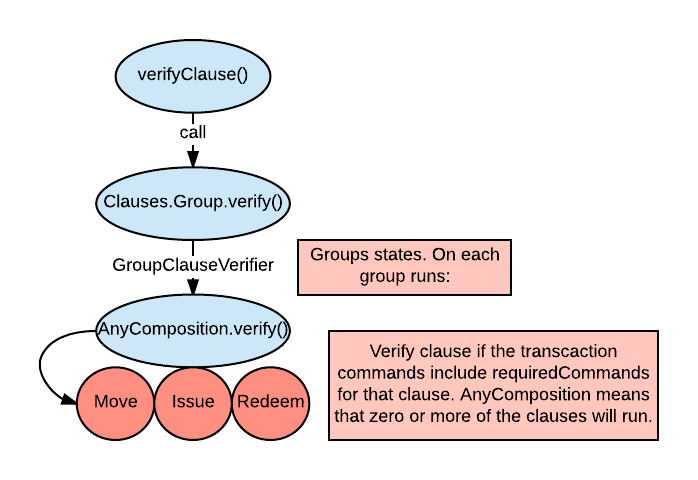 verifyClause()
call
Clauses.Group.verify()
GroupClauseVerifier
Groups states. On each
group runs:
AnyComposition.verify()
Move
Issue
Redeem
Verify clause if the transcaction
commands include requiredCommands
for that clause. AnyComposition means
that zero or more of the clauses will run.